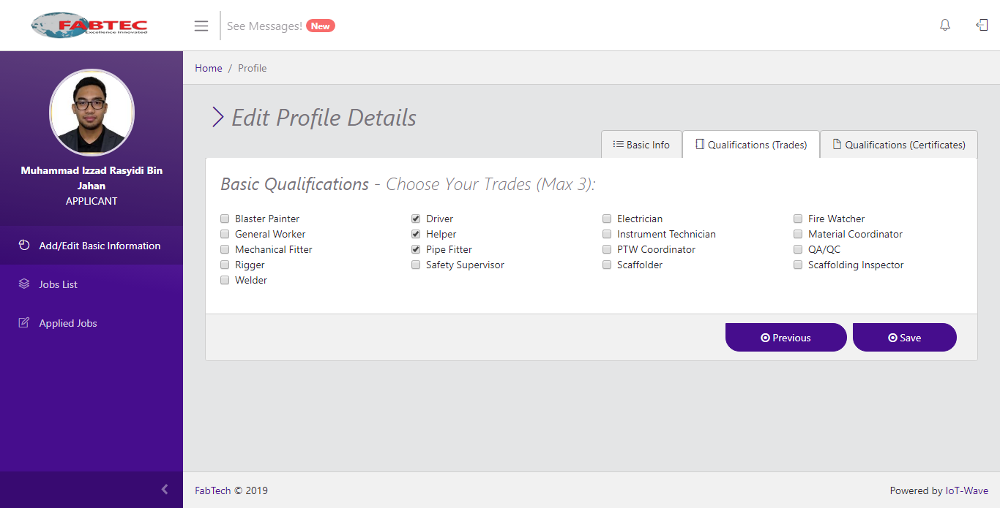 FABTEC
Excellence Innovated
See Messages! New
Muhammad Izzad Rasyidi Bin
Jahan
APPLICANT
Add/Edit Basic Information
Jobs List
Applied Jobs
Home / Profile
Edit Profile Details
Basic Info Qualifications (Trades) Qualifications (Certificates)
Basic Qualifications - Choose Your Trades (Max 3):
Blaster Painter Driver Electrician Fire Watcher
General Worker Helper Instrument Technician Material Coordinator
Mechanical Fitter Pipe Fitter PTW Coordinator QA/QC
Rigger Safety Supervisor Scaffolder Scaffolding Inspector
Welder
Previous Save
FabTech © 2019 Powered by IoT-Wave